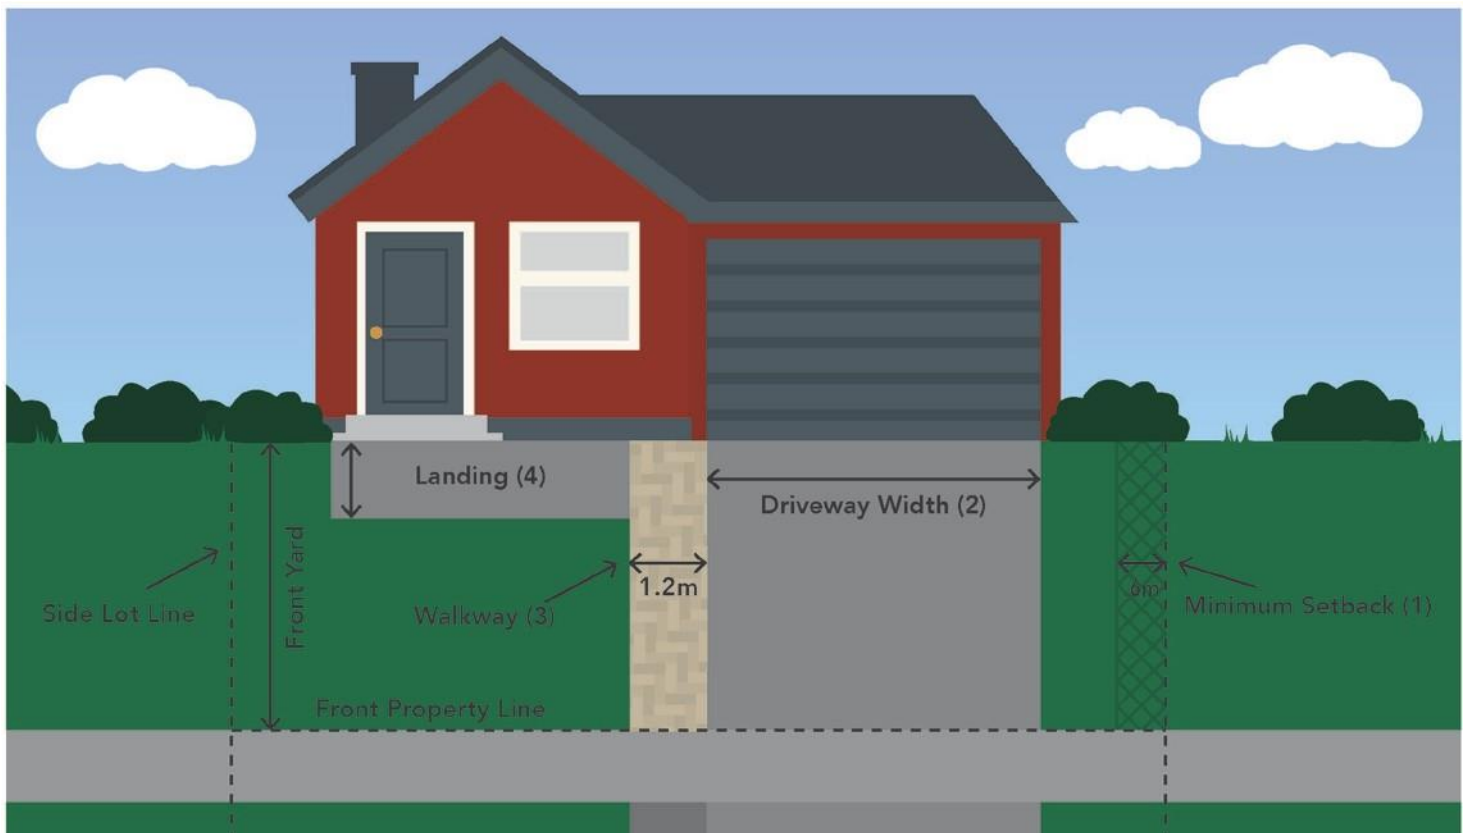 Landing (4)
Driveway Width (2)
Front Yard
Side Lot Line
Walkway (3)
1.2m
6m
Minimum Setback (1)
Front Property Line